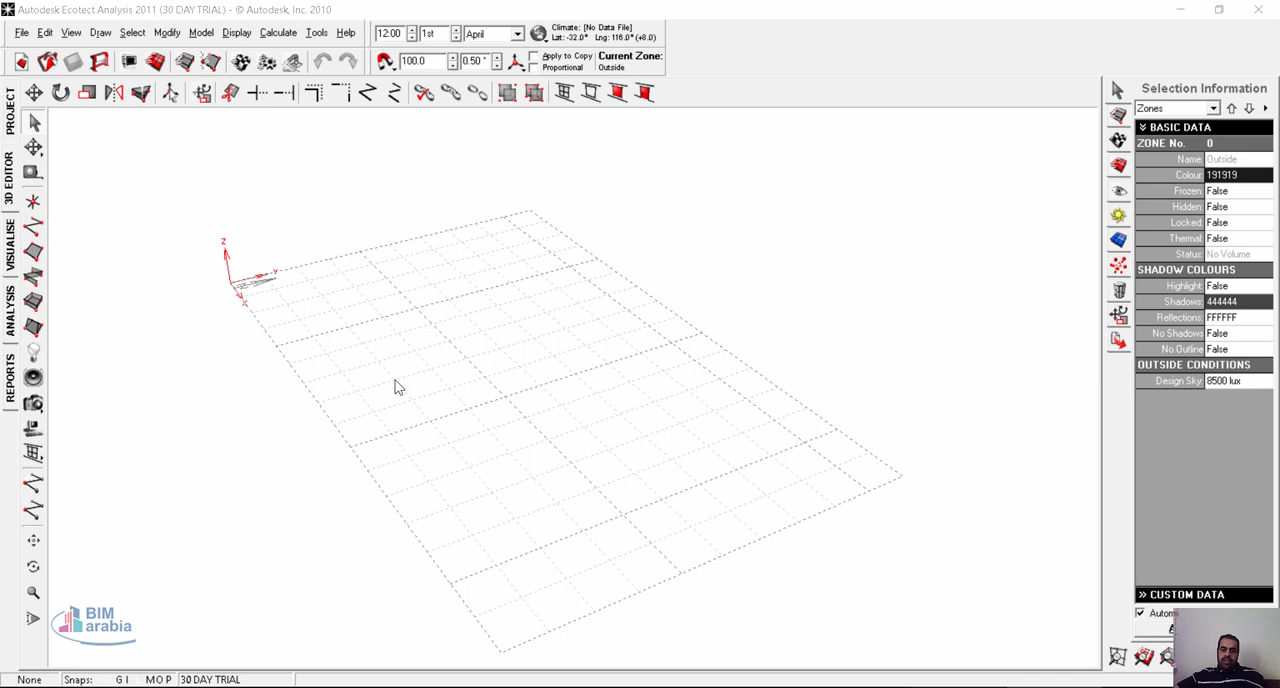 Autodesk Ecotect Analysis 2011 (30 DAY TRIAL) - © Autodesk, Inc. 2010
File Edit View Draw Select Modify Model Display Calculate Tools Help
12:00 1st April
Climate: [No Data File]
Lat: -32.0° Lng: 116.0° (+8.0)
100.0 0.50°
Apply to Copy
Proportional
Current Zone:
Outside
PROJECT
3D EDITOR
VISUALISE
ANALYSIS
REPORTS
Z
Y
X
Selection Information
Zones
BASIC DATA
ZONE No. 0
Name: Outside
Colour: 191919
Frozen: False
Hidden: False
Locked: False
Thermal: False
Status: No Volume
SHADOW COLOURS
Highlight: False
Shadows: 444444
Reflections: FFFFFF
No Shadows False
No Outline False
OUTSIDE CONDITIONS
Design Sky: 8500 lux
CUSTOM DATA
BIM
arabia
None Snaps: G I M O P 30 DAY TRIAL